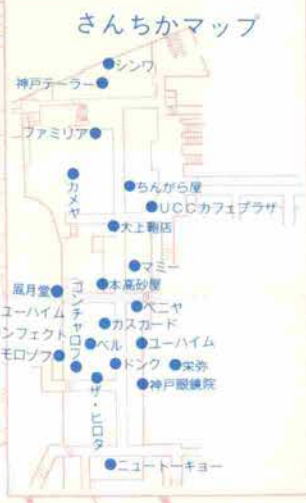 さんちかマップ
シンワ
神戸テーラー
ファミリア
カメヤ
ちんがら屋
UCCカフェプラザ
大上鞄店
マミー
風月堂
本高砂屋
ゴンチャロフ
ベニヤ
ユーハイム
ンフェクト
カスカード
ベル
ユーハイム
モロゾフ
ドンク
栄弥
ザ・ヒロタ
神戸眼鏡院
ニュートーキョー